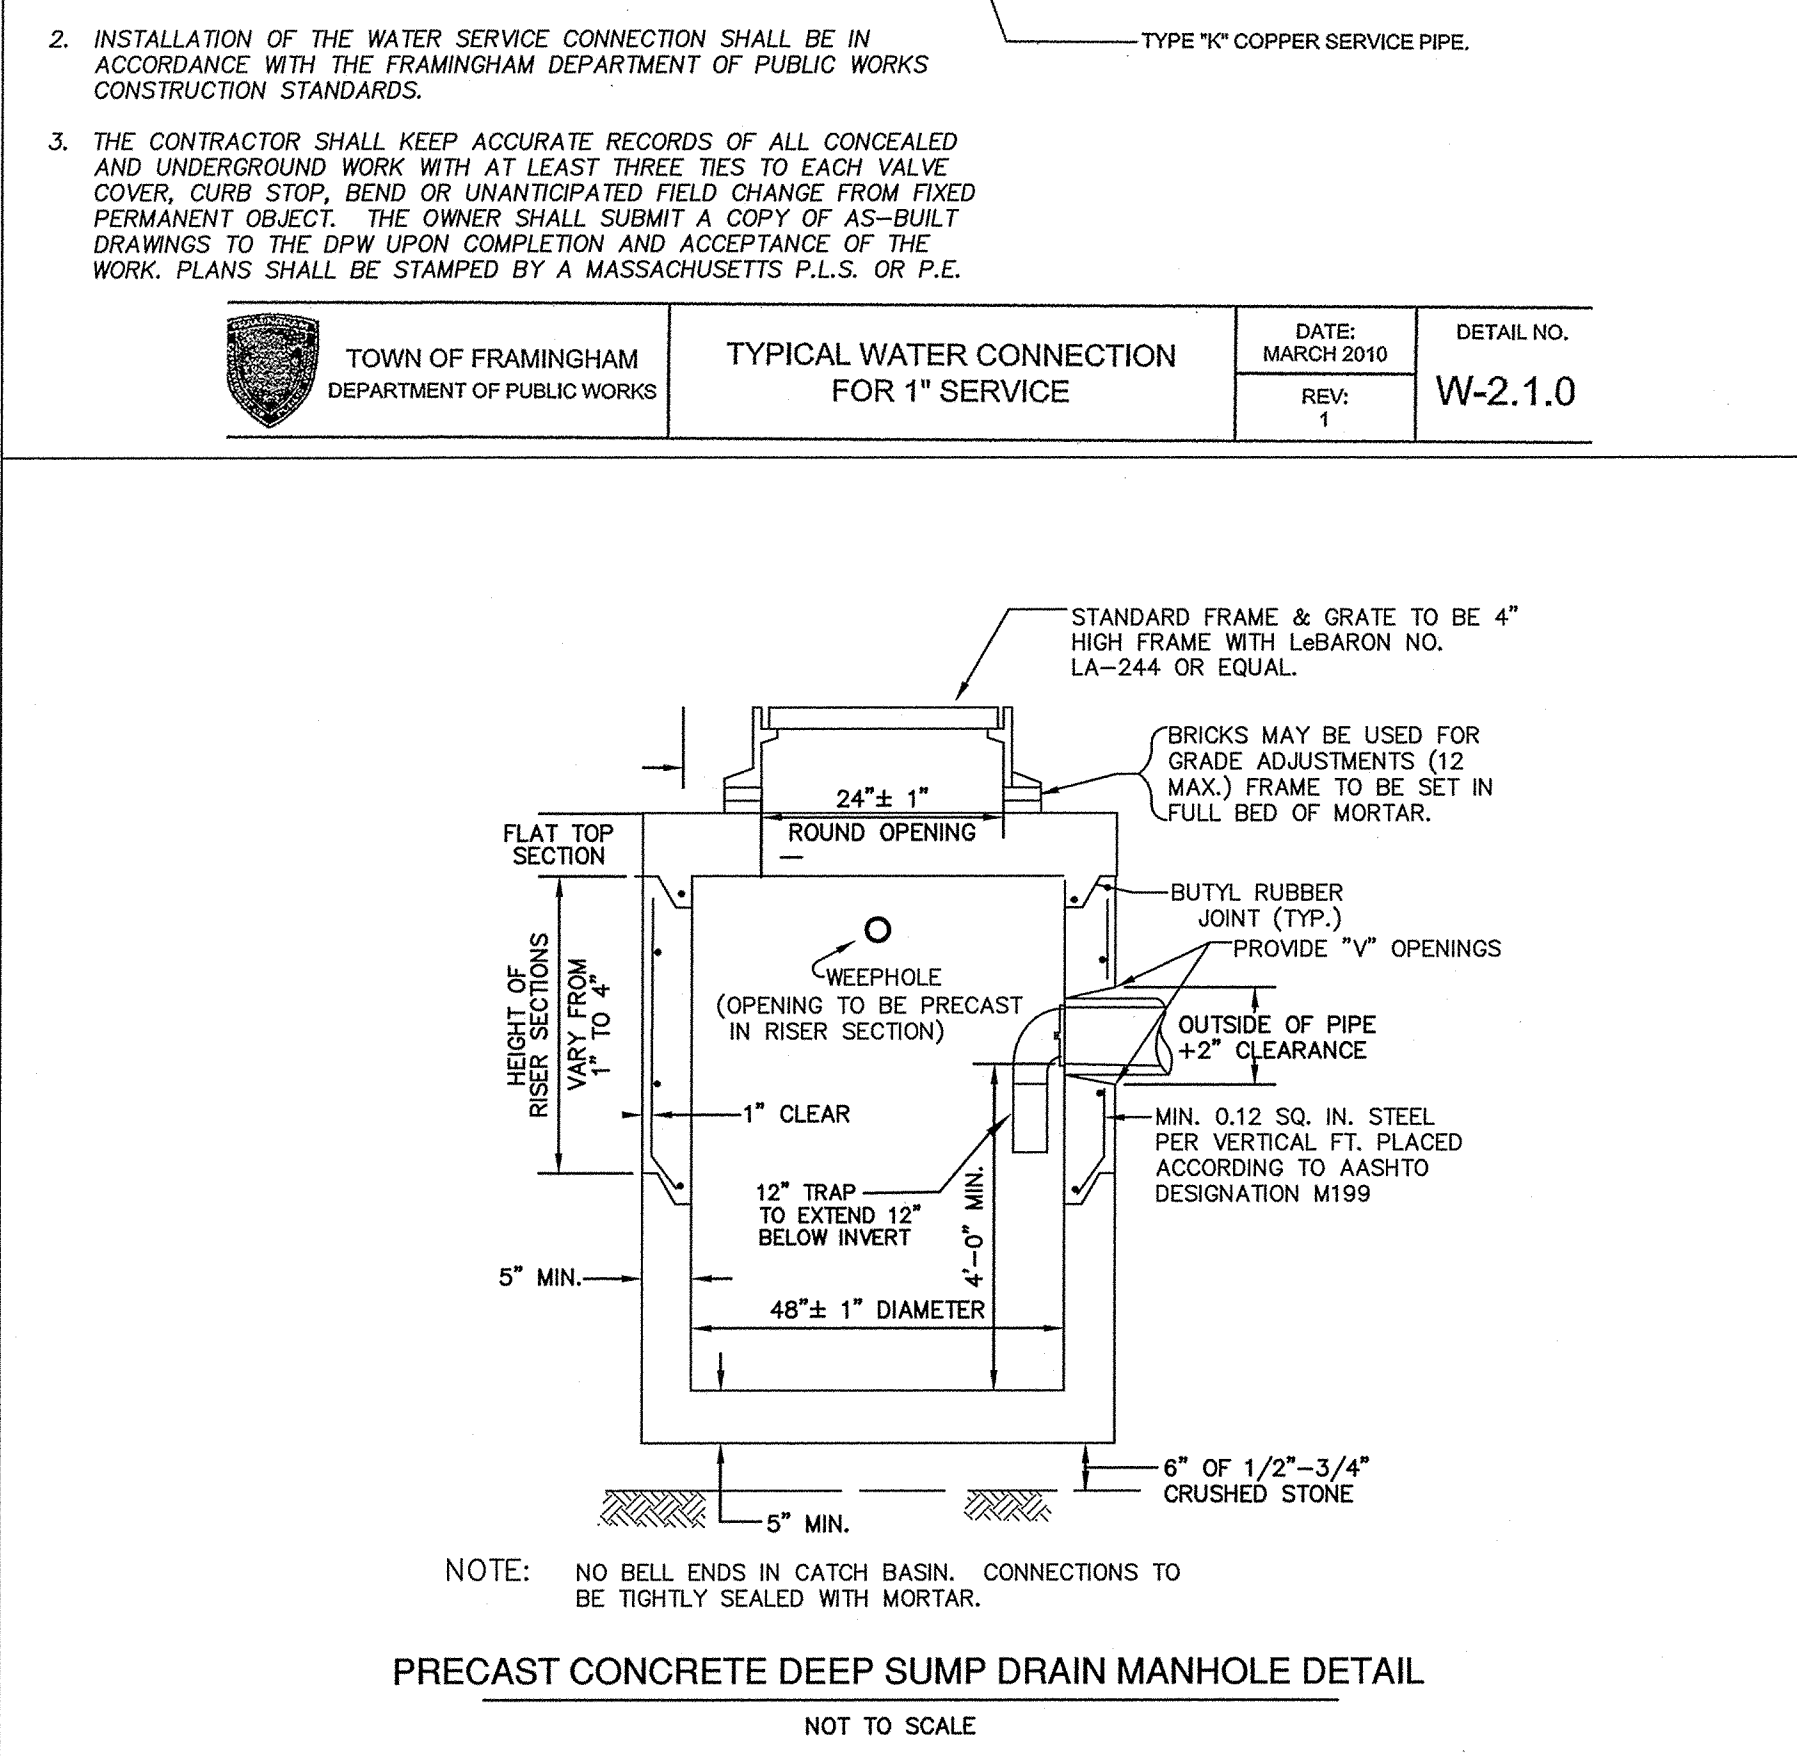 2. INSTALLATION OF THE WATER SERVICE CONNECTION SHALL BE IN
ACCORDANCE WITH THE FRAMINGHAM DEPARTMENT OF PUBLIC WORKS
CONSTRUCTION STANDARDS.
TYPE "K" COPPER SERVICE PIPE.
3. THE CONTRACTOR SHALL KEEP ACCURATE RECORDS OF ALL CONCEALED
AND UNDERGROUND WORK WITH AT LEAST THREE TIES TO EACH VALVE
COVER, CURB STOP, BEND OR UNANTICIPATED FIELD CHANGE FROM FIXED
PERMANENT OBJECT. THE OWNER SHALL SUBMIT A COPY OF AS-BUILT
DRAWINGS TO THE DPW UPON COMPLETION AND ACCEPTANCE OF THE
WORK. PLANS SHALL BE STAMPED BY A MASSACHUSETTS P.L.S. OR P.E.
TOWN OF FRAMINGHAM
DEPARTMENT OF PUBLIC WORKS
TYPICAL WATER CONNECTION
FOR 1" SERVICE
DATE:
MARCH 2010
REV:
1
DETAIL NO.
W-2.1.0
STANDARD FRAME & GRATE TO BE 4"
HIGH FRAME WITH LeBARON NO.
LA-244 OR EQUAL.
BRICKS MAY BE USED FOR
GRADE ADJUSTMENTS (12
MAX.) FRAME TO BE SET IN
FULL BED OF MORTAR.
24"± 1"
ROUND OPENING
FLAT TOP
SECTION
BUTYL RUBBER
JOINT (TYP.)
PROVIDE "V" OPENINGS
HEIGHT OF
RISER SECTIONS
VARY FROM
1" TO 4"
WEEPHOLE
(OPENING TO BE PRECAST
IN RISER SECTION)
OUTSIDE OF PIPE
+2" CLEARANCE
1" CLEAR
MIN. 0.12 SQ. IN. STEEL
PER VERTICAL FT. PLACED
ACCORDING TO AASHTO
DESIGNATION M199
12" TRAP
TO EXTEND 12"
BELOW INVERT
4'-0" MIN.
5" MIN.
48"± 1" DIAMETER
6" OF 1/2"-3/4"
CRUSHED STONE
5" MIN.
NOTE: NO BELL ENDS IN CATCH BASIN. CONNECTIONS TO
BE TIGHTLY SEALED WITH MORTAR.
PRECAST CONCRETE DEEP SUMP DRAIN MANHOLE DETAIL
NOT TO SCALE